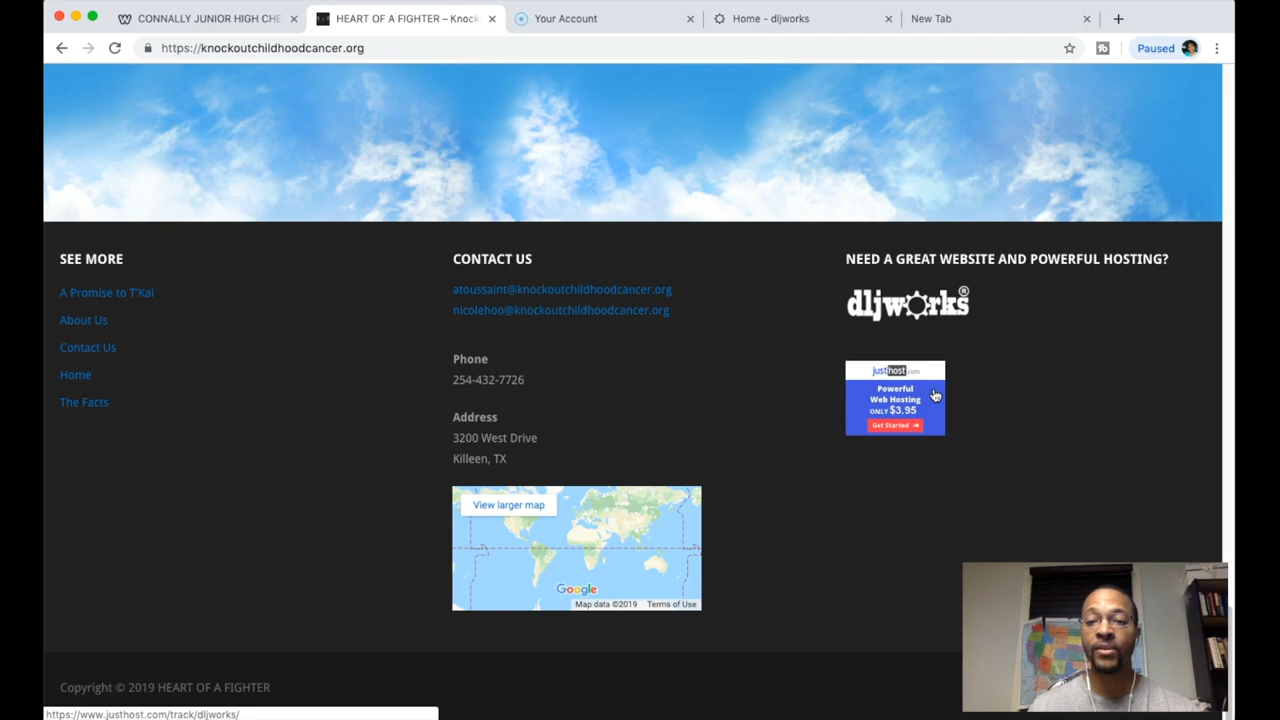 CONNALLY JUNIOR HIGH CHE
HEART OF A FIGHTER – Knock
Your Account
Home - dljworks
New Tab
https://knockoutchildhoodcancer.org
Paused
SEE MORE
A Promise to T'Kai
About Us
Contact Us
Home
The Facts
CONTACT US
atoussaint@knockoutchildhoodcancer.org
nicolehoo@knockoutchildhoodcancer.org
Phone
254-432-7726
Address
3200 West Drive
Killeen, TX
View larger map
Google
Map data ©2019 Terms of Use
NEED A GREAT WEBSITE AND POWERFUL HOSTING?
dljworks®
justhost.com
Powerful
Web Hosting
ONLY $3.95
Get Started
Copyright © 2019 HEART OF A FIGHTER
https://www.justhost.com/track/dljworks/